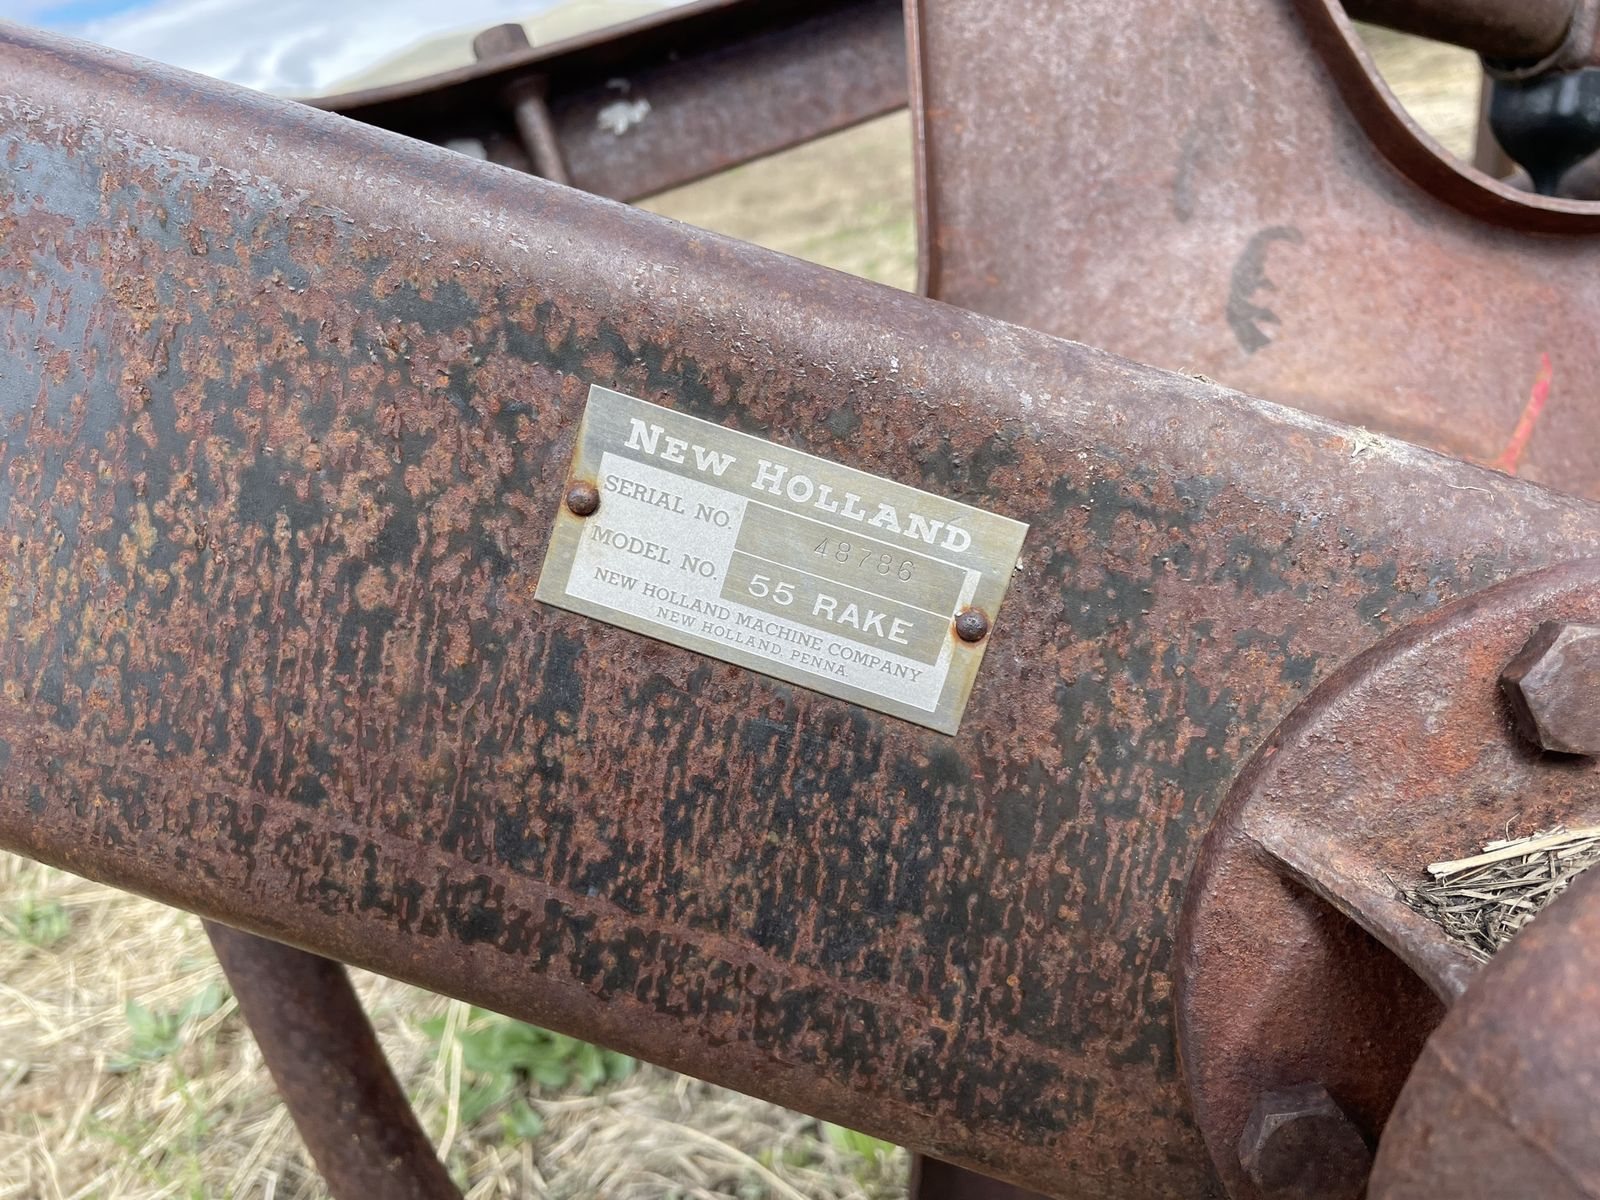 NEW HOLLAND
SERIAL NO. 48786
MODEL NO. 55 RAKE
NEW HOLLAND MACHINE COMPANY
NEW HOLLAND, PENNA.